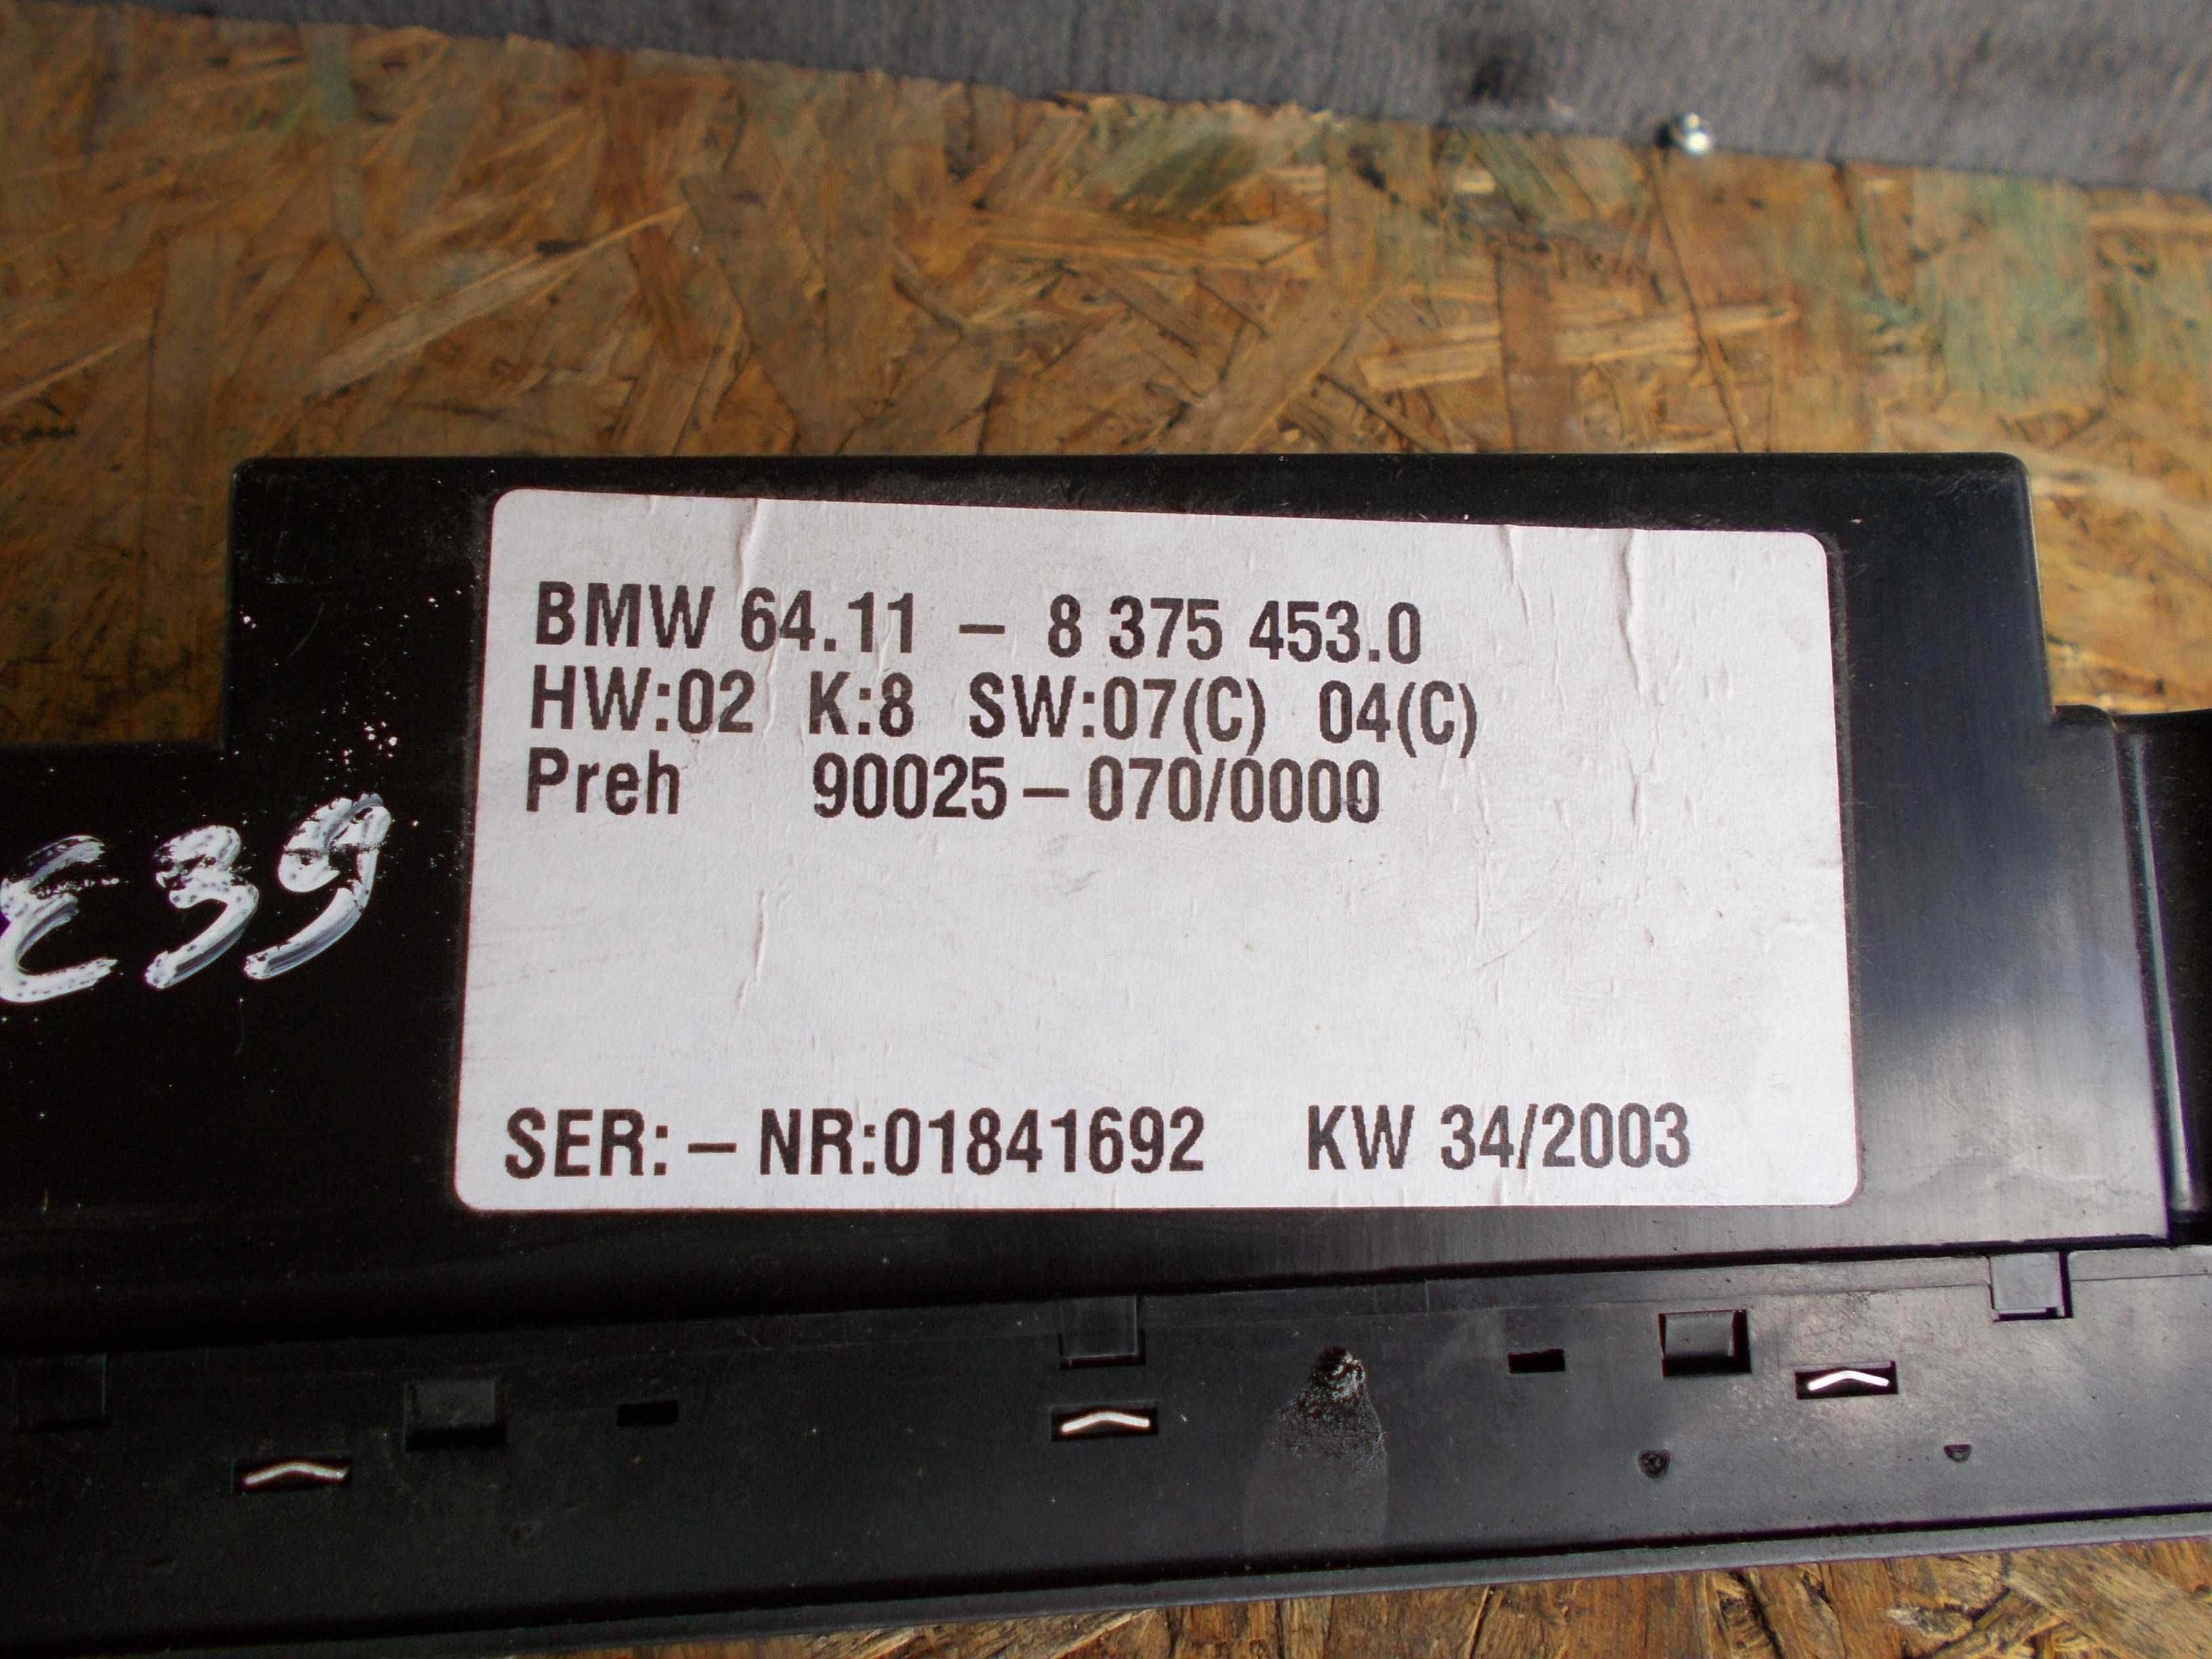 BMW 64.11 – 8 375 453.0
HW:02 K:8 SW:07(C) 04(C)
Preh 90025–070/0000
E39
SER:–NR:01841692 KW 34/2003